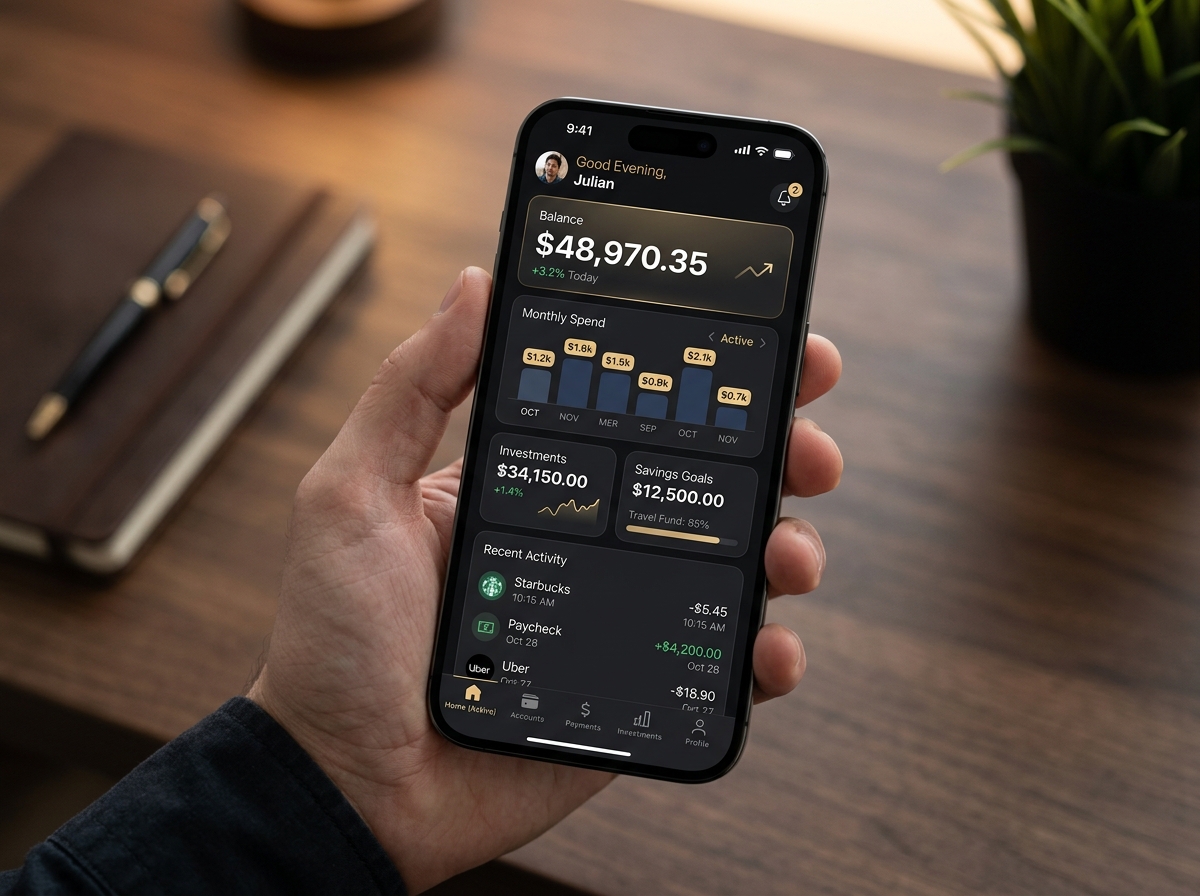 9:41
Good Evening,
Julian
2
Balance
$48,970.35
+3.2% Today
Monthly Spend
< Active >
$1.2k
$1.8k
$1.5k
$0.8k
$2.1k
$0.7k
OCT
NOV
MER
SEP
OCT
NOV
Investments
$34,150.00
+1.4%
Savings Goals
$12,500.00
Travel Fund: 85%
Recent Activity
Starbucks
10:15 AM
-$5.45
10:15 AM
Paycheck
Oct 28
+$4,200.00
Oct 28
Uber
Uber
-$18.90
Home (Active)
Accounts
$
Payments
Investments
Profile